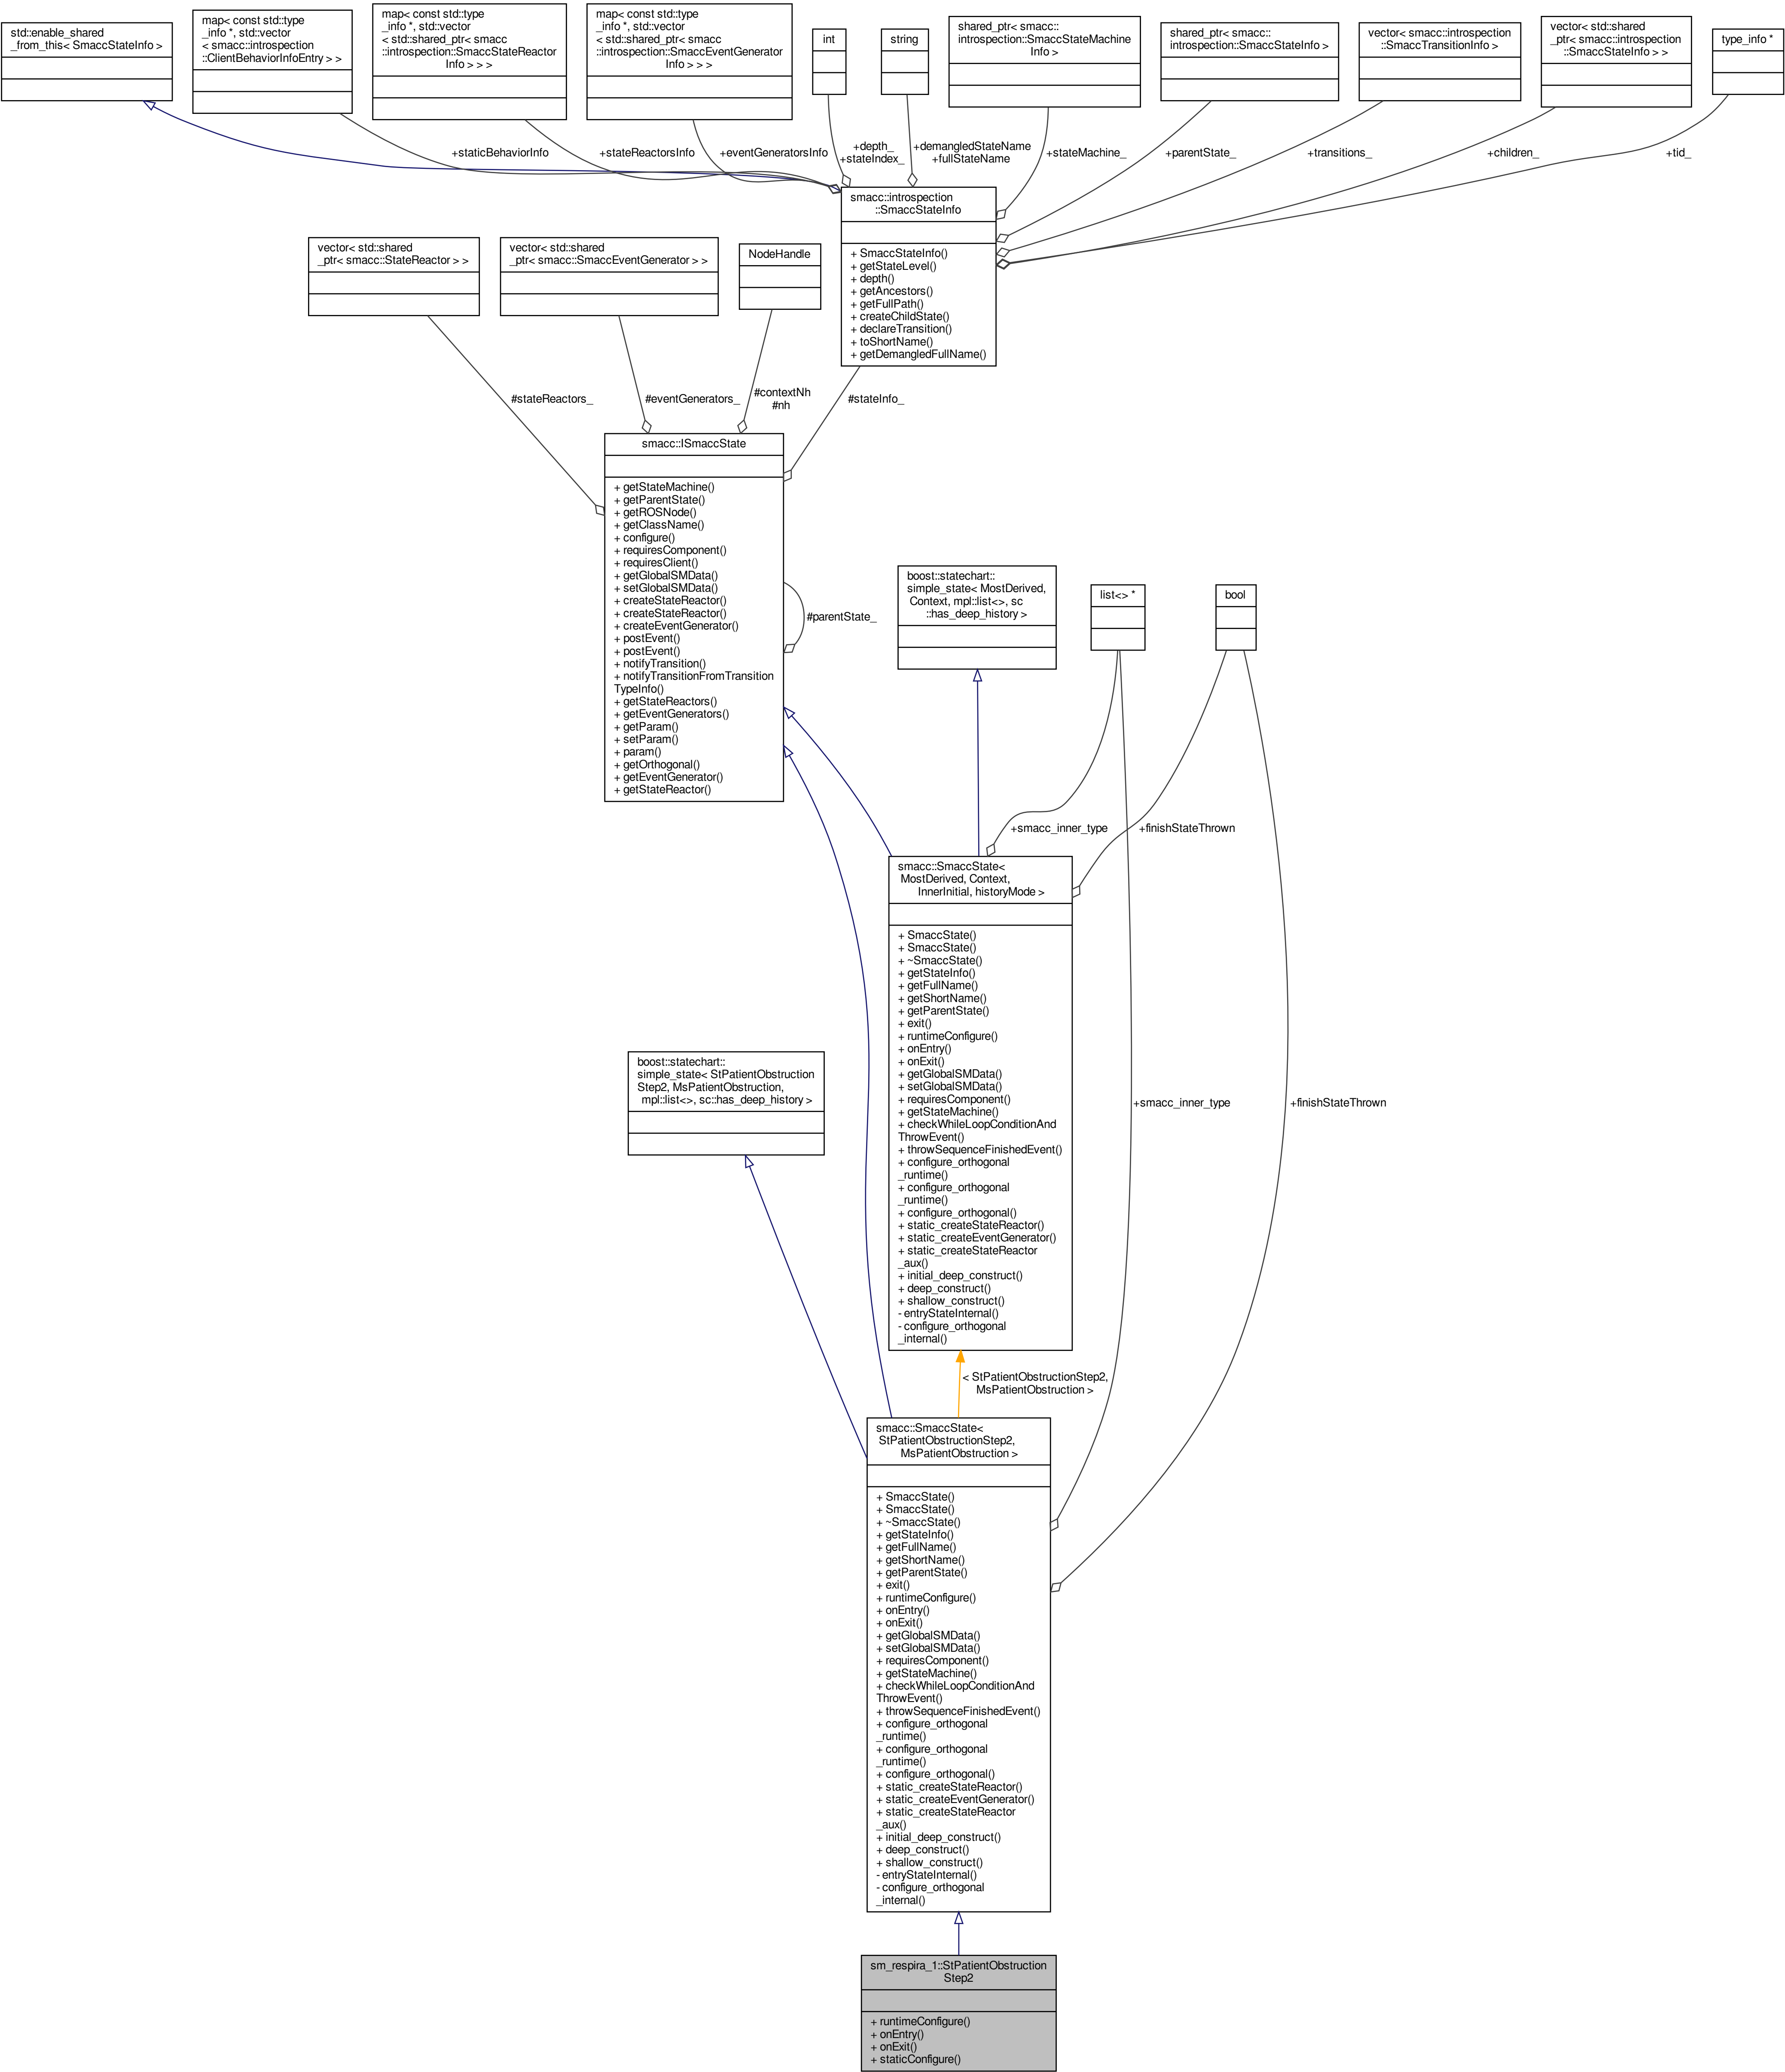 std::enable_shared
_from_this< SmaccStateInfo >
map< const std::type
_info *, std::vector
< smacc::introspection
::ClientBehaviorInfoEntry > >
map< const std::type
_info *, std::vector
< std::shared_ptr< smacc
::introspection::SmaccStateReactor
Info > > >
map< const std::type
_info *, std::vector
< std::shared_ptr< smacc
::introspection::SmaccEventGenerator
Info > > >
int
string
shared_ptr< smacc::
introspection::SmaccStateMachine
Info >
shared_ptr< smacc::
introspection::SmaccStateInfo >
vector< smacc::introspection
::SmaccTransitionInfo >
vector< std::shared
_ptr< smacc::introspection
::SmaccStateInfo > >
type_info *
+staticBehaviorInfo
+stateReactorsInfo
+eventGeneratorsInfo
+depth_
+stateIndex_
+demangledStateName
+fullStateName
+stateMachine_
+parentState_
+transitions_
+children_
+tid_
smacc::introspection
::SmaccStateInfo
+ SmaccStateInfo()
+ getStateLevel()
+ depth()
+ getAncestors()
+ getFullPath()
+ createChildState()
+ declareTransition()
+ toShortName()
+ getDemangledFullName()
vector< std::shared
_ptr< smacc::StateReactor > >
vector< std::shared
_ptr< smacc::SmaccEventGenerator > >
NodeHandle
#stateReactors_
#eventGenerators_
#contextNh
#nh
#stateInfo_
smacc::ISmaccState
+ getStateMachine()
+ getParentState()
+ getROSNode()
+ getClassName()
+ configure()
+ requiresComponent()
+ requiresClient()
+ getGlobalSMData()
+ setGlobalSMData()
+ createStateReactor()
+ createStateReactor()
+ createEventGenerator()
+ postEvent()
+ postEvent()
+ notifyTransition()
+ notifyTransitionFromTransition
TypeInfo()
+ getStateReactors()
+ getEventGenerators()
+ getParam()
+ setParam()
+ param()
+ getOrthogonal()
+ getEventGenerator()
+ getStateReactor()
#parentState_
boost::statechart::
simple_state< MostDerived,
Context, mpl::list<>, sc
::has_deep_history >
list<> *
bool
+smacc_inner_type
+finishStateThrown
smacc::SmaccState<
MostDerived, Context,
InnerInitial, historyMode >
+ SmaccState()
+ SmaccState()
+ ~SmaccState()
+ getStateInfo()
+ getFullName()
+ getShortName()
+ getParentState()
+ exit()
+ runtimeConfigure()
+ onEntry()
+ onExit()
+ getGlobalSMData()
+ setGlobalSMData()
+ requiresComponent()
+ getStateMachine()
+ checkWhileLoopConditionAnd
ThrowEvent()
+ throwSequenceFinishedEvent()
+ configure_orthogonal
_runtime()
+ configure_orthogonal
_runtime()
+ configure_orthogonal()
+ static_createStateReactor()
+ static_createEventGenerator()
+ static_createStateReactor
_aux()
+ initial_deep_construct()
+ deep_construct()
+ shallow_construct()
- entryStateInternal()
- configure_orthogonal
_internal()
boost::statechart::
simple_state< StPatientObstruction
Step2, MsPatientObstruction,
mpl::list<>, sc::has_deep_history >
+smacc_inner_type
+finishStateThrown
< StPatientObstructionStep2,
MsPatientObstruction >
smacc::SmaccState<
StPatientObstructionStep2,
MsPatientObstruction >
+ SmaccState()
+ SmaccState()
+ ~SmaccState()
+ getStateInfo()
+ getFullName()
+ getShortName()
+ getParentState()
+ exit()
+ runtimeConfigure()
+ onEntry()
+ onExit()
+ getGlobalSMData()
+ setGlobalSMData()
+ requiresComponent()
+ getStateMachine()
+ checkWhileLoopConditionAnd
ThrowEvent()
+ throwSequenceFinishedEvent()
+ configure_orthogonal
_runtime()
+ configure_orthogonal
_runtime()
+ configure_orthogonal()
+ static_createStateReactor()
+ static_createEventGenerator()
+ static_createStateReactor
_aux()
+ initial_deep_construct()
+ deep_construct()
+ shallow_construct()
- entryStateInternal()
- configure_orthogonal
_internal()
sm_respira_1::StPatientObstruction
Step2
+ runtimeConfigure()
+ onEntry()
+ onExit()
+ staticConfigure()